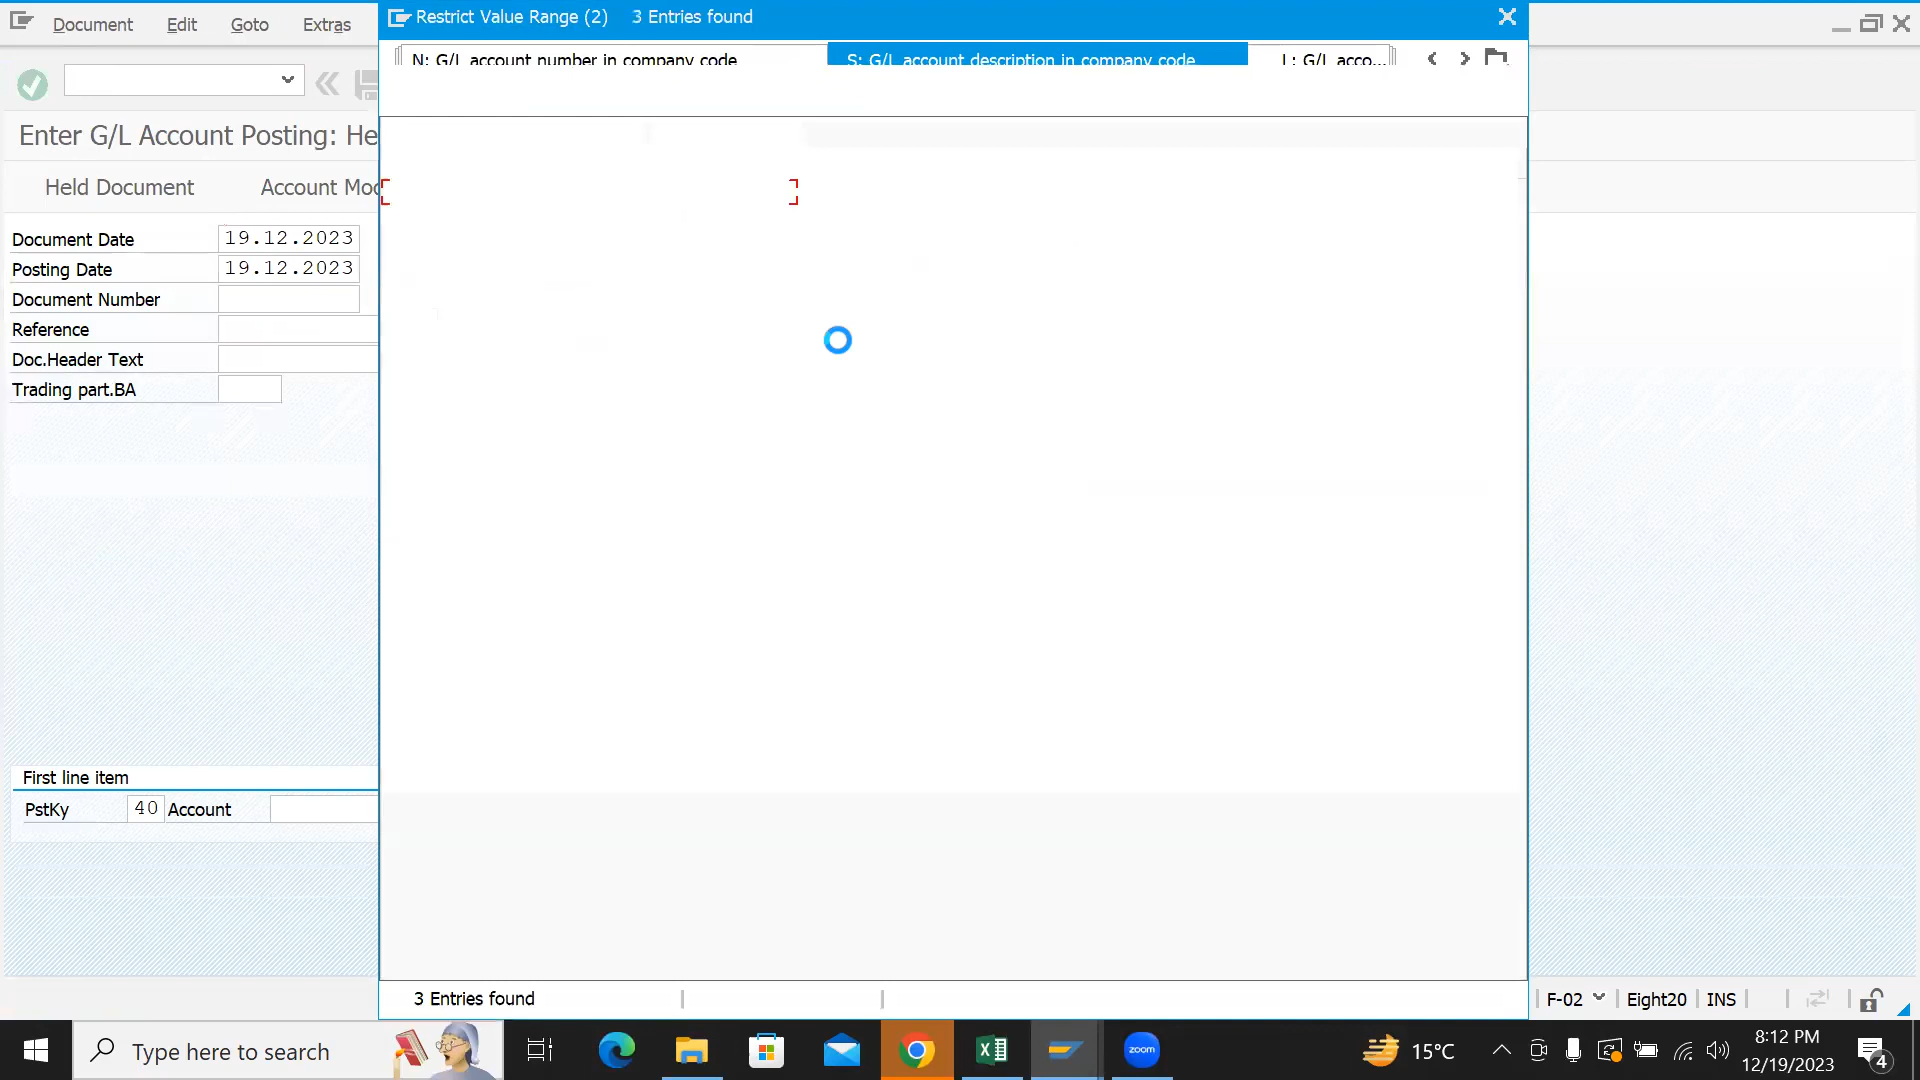 Document Edit Goto Extras
Restrict Value Range (2) 3 Entries found
N: G/L account number in company code
S: G/L account description in company code
L: G/L acco...
Enter G/L Account Posting: He
Held Document
Account Mod
Document Date 19.12.2023
Posting Date 19.12.2023
Document Number
Reference
Doc.Header Text
Trading part.BA
First line item
PstKy 40 Account
3 Entries found
F-02 Eight20 INS
Type here to search
zoom
15°C
8:12 PM
12/19/2023
4